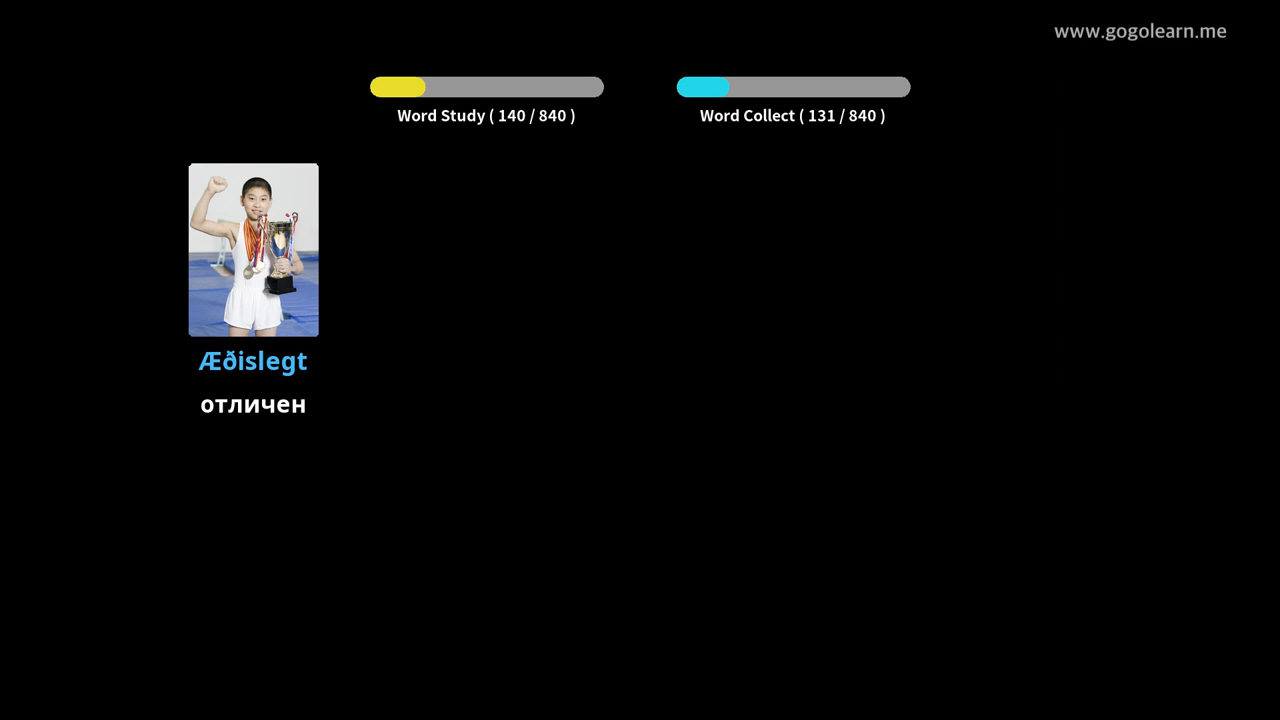 www.gogolearn.me
Word Study ( 140 / 840 )
Word Collect ( 131 / 840 )
Æðislegt
отличен